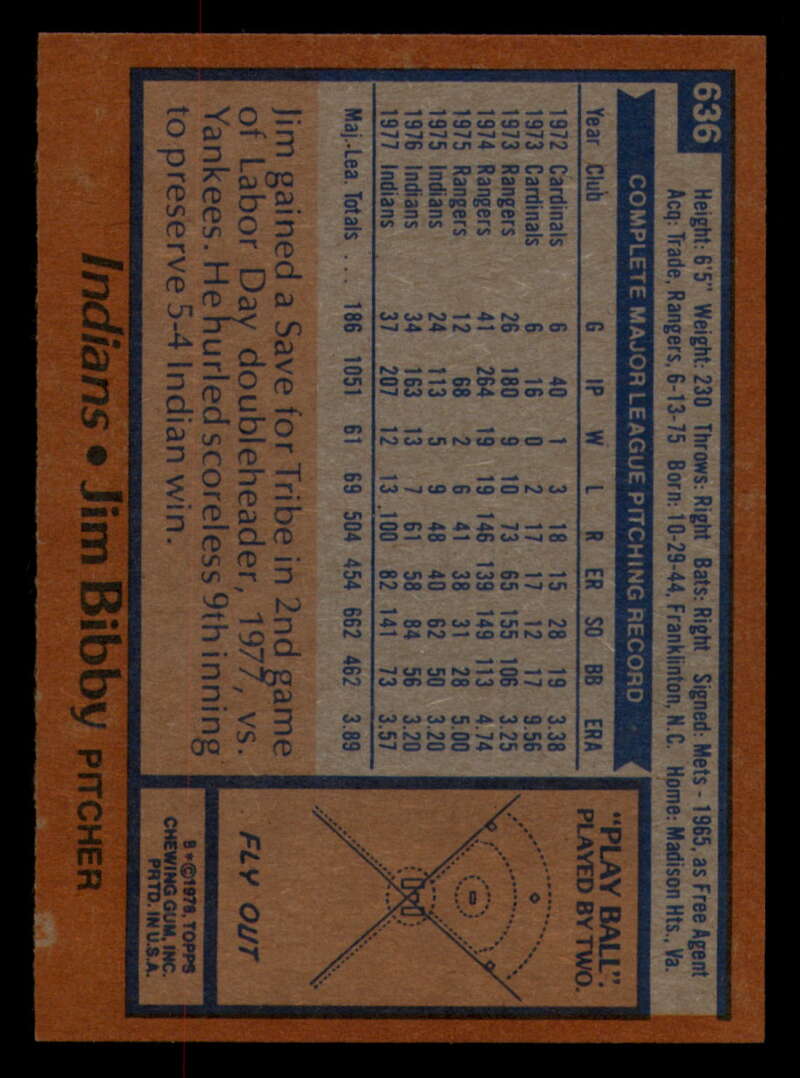 636
Height: 6'5" Weight: 230 Throws: Right Bats: Right Signed: Mets - 1965, as Free Agent
Acq: Trade, Rangers, 6-13-75 Born: 10-29-44, Franklinton, N.C. Home: Madison Hts., Va.
COMPLETE MAJOR LEAGUE PITCHING RECORD
Year Club G IP W L R ER SO BB ERA
1972 Cardinals 6 40 1 3 18 15 28 19 3.38
1973 Cardinals 6 16 0 2 17 17 12 17 9.56
1973 Rangers 26 180 9 10 73 65 155 106 3.25
1974 Rangers 41 264 19 19 146 139 149 113 4.74
1975 Rangers 12 68 2 6 41 38 31 28 5.00
1975 Indians 24 113 5 9 48 40 62 50 3.20
1976 Indians 34 163 13 7 61 58 84 56 3.20
1977 Indians 37 207 12 13 100 82 141 73 3.57
Maj.-Lea. Totals ... 186 1051 61 69 504 454 662 462 3.89
Jim gained a Save for Tribe in 2nd game
of Labor Day doubleheader, 1977, vs.
Yankees. He hurled scoreless 9th inning
to preserve 5-4 Indian win.
"PLAY BALL".
PLAYED BY TWO.
FLY OUT
B*©1978, TOPPS
CHEWING GUM, INC.
PRTD. IN U.S.A.
Indians • Jim Bibby PITCHER